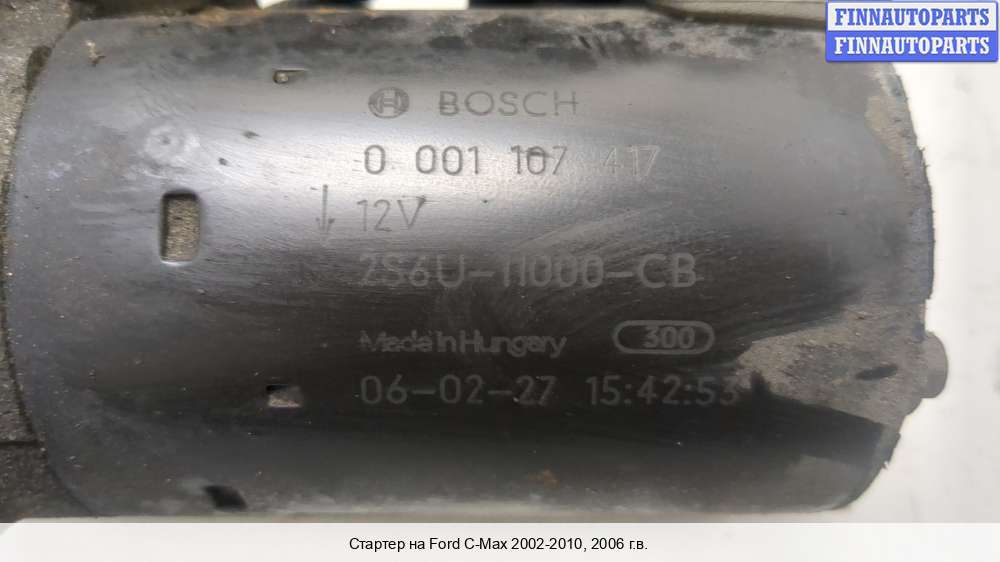 FINNAUTOPARTS
FINNAUTOPARTS
BOSCH
0 001 107 417
12V
2S6U-11000-CB
Made in Hungary
300
06-02-27 15:42:53
Стартер на Ford C-Max 2002-2010, 2006 г.в.